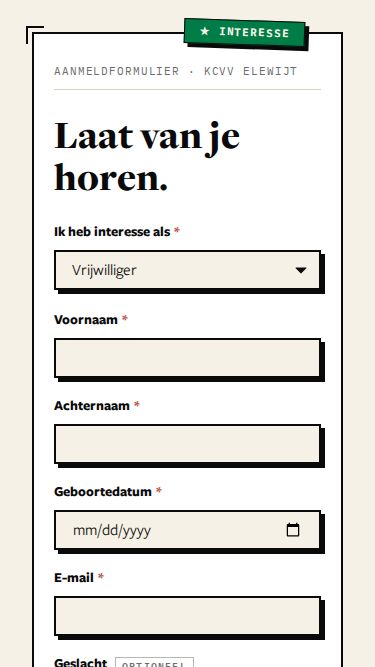 ★ INTERESSE
AANMELDFORMULIER · KCVV ELEWIJT
Laat van je
horen.
Ik heb interesse als *
Vrijwilliger
Voornaam *
Achternaam *
Geboortedatum *
mm/dd/yyyy
E-mail *
Geslacht OPTIONEEL